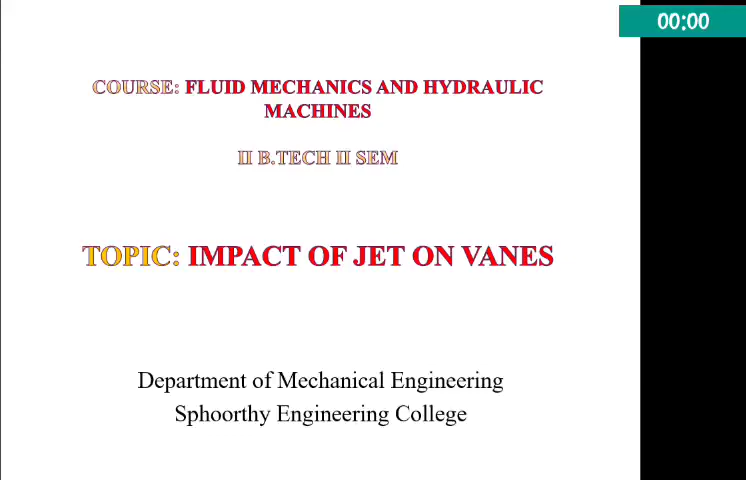 00:00
COURSE: FLUID MECHANICS AND HYDRAULIC
MACHINES
II B.TECH II SEM
TOPIC: IMPACT OF JET ON VANES
Department of Mechanical Engineering
Sphoorthy Engineering College